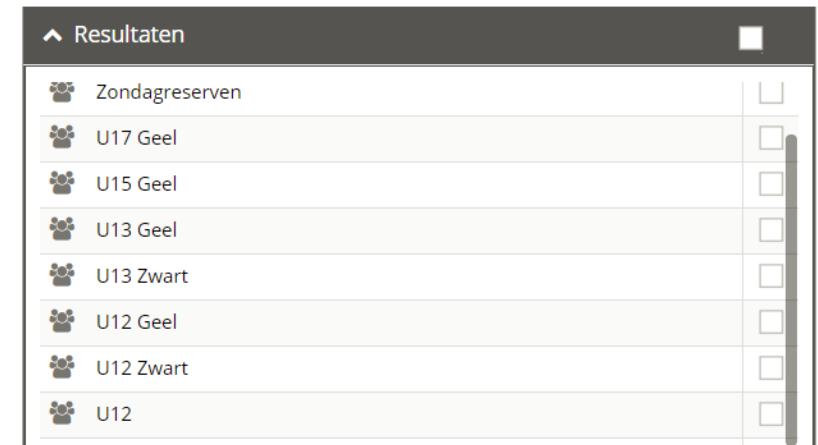 Resultaten
Zondagreserven
U17 Geel
U15 Geel
U13 Geel
U13 Zwart
U12 Geel
U12 Zwart
U12